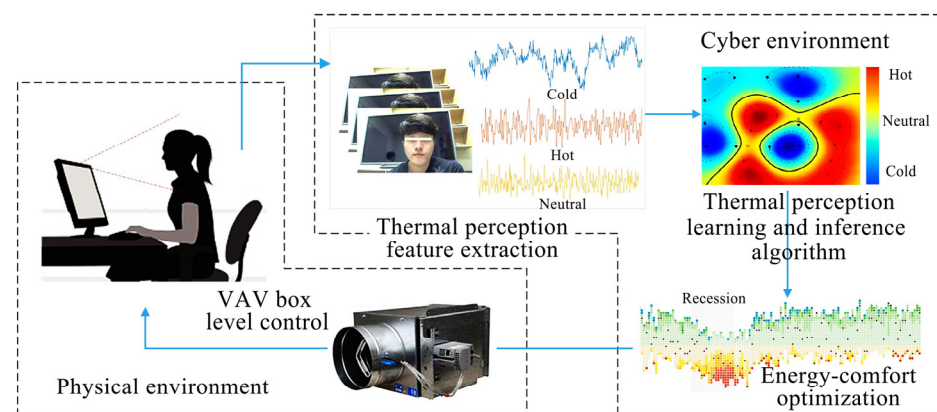 Cyber environment
Cold
Hot
Neutral
Hot
Neutral
Cold
Thermal perception
feature extraction
Thermal perception
learning and inference
algorithm
Recession
Energy-comfort
optimization
VAV box
level control
Physical environment